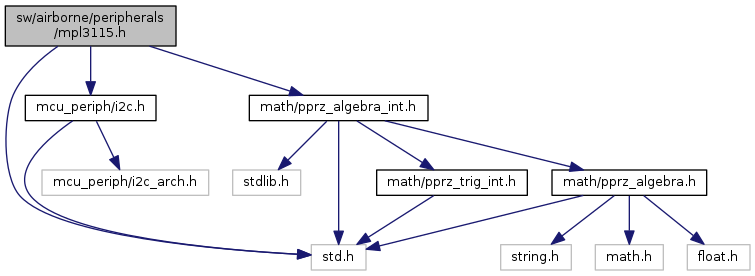 sw/airborne/peripherals
/mpl3115.h
mcu_periph/i2c.h
math/pprz_algebra_int.h
mcu_periph/i2c_arch.h
stdlib.h
math/pprz_trig_int.h
math/pprz_algebra.h
std.h
string.h
math.h
float.h